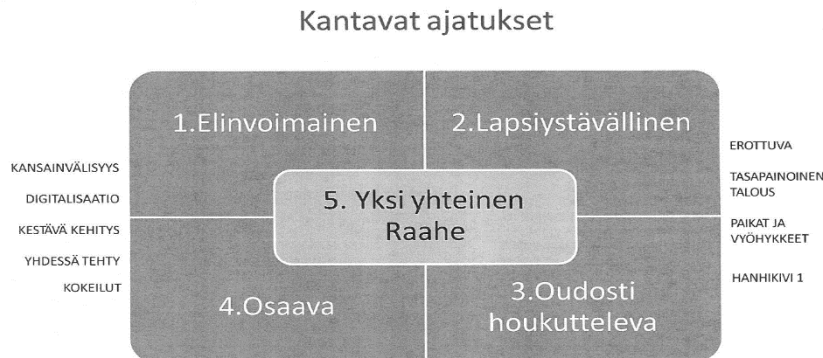 Kantavat ajatukset
1.Elinvoimainen
2.Lapsiystävällinen
KANSAINVÄLISYYS
DIGITALISAATIO
KESTÄVÄ KEHITYS
YHDESSÄ TEHTY
KOKEILUT
5. Yksi yhteinen
Raahe
EROTTUVA
TASAPAINOINEN
TALOUS
PAIKAT JA
VYÖHYKKEET
HANHIKIVI 1
4.Osaava
3.Oudosti
houkutteleva